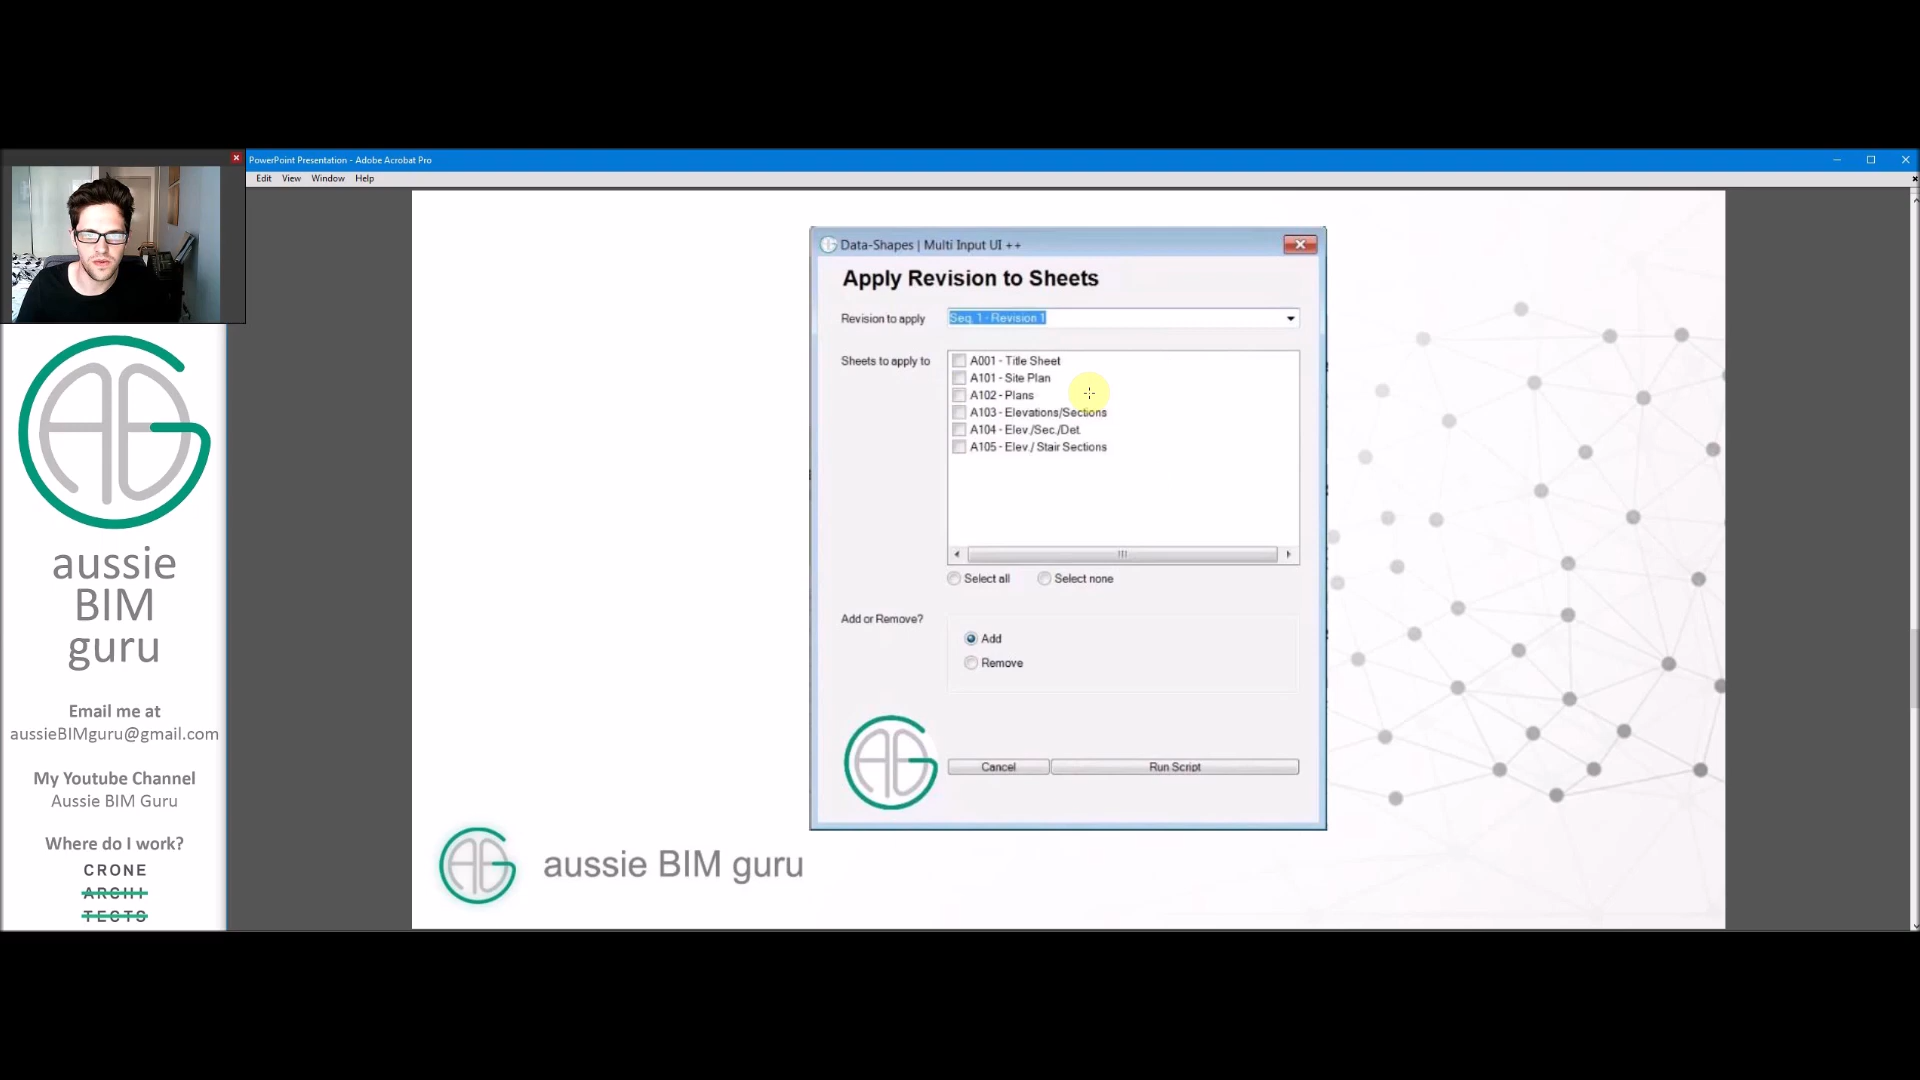 PowerPoint Presentation - Adobe Acrobat Pro
Edit View Window Help
Data-Shapes | Multi Input UI ++
Apply Revision to Sheets
Revision to apply
Seq. 1 - Revision 1
Sheets to apply to
A001 - Title Sheet
A101 - Site Plan
A102 - Plans
A103 - Elevations/Sections
A104 - Elev./Sec./Det.
A105 - Elev./ Stair Sections
Select all
Select none
Add or Remove?
Add
Remove
Cancel
Run Script
aussie BIM guru
aussie
BIM
guru
Email me at
aussieBIMguru@gmail.com
My Youtube Channel
Aussie BIM Guru
Where do I work?
CRONE
ARCHI
TECTS